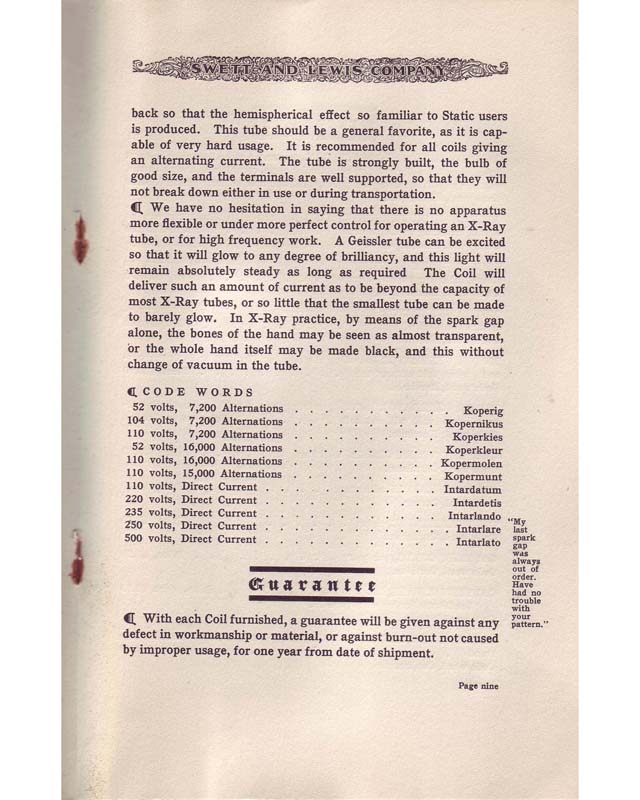 SWETT AND LEWIS COMPANY
back so that the hemispherical effect so familiar to Static users
is produced. This tube should be a general favorite, as it is cap-
able of very hard usage. It is recommended for all coils giving
an alternating current. The tube is strongly built, the bulb of
good size, and the terminals are well supported, so that they will
not break down either in use or during transportation.
¶ We have no hesitation in saying that there is no apparatus
more flexible or under more perfect control for operating an X-Ray
tube, or for high frequency work. A Geissler tube can be excited
so that it will glow to any degree of brilliancy, and this light will
remain absolutely steady as long as required The Coil will
deliver such an amount of current as to be beyond the capacity of
most X-Ray tubes, or so little that the smallest tube can be made
to barely glow. In X-Ray practice, by means of the spark gap
alone, the bones of the hand may be seen as almost transparent,
or the whole hand itself may be made black, and this without
change of vacuum in the tube.
¶ CODE WORDS
52 volts, 7,200 Alternations . . . . . . . . . . . Koperig
104 volts, 7,200 Alternations . . . . . . . . . . Kopernikus
110 volts, 7,200 Alternations . . . . . . . . . . Koperkies
52 volts, 16,000 Alternations . . . . . . . . . . Koperkleur
110 volts, 16,000 Alternations . . . . . . . . . . Kopermolen
110 volts, 15,000 Alternations . . . . . . . . . . Kopermunt
110 volts, Direct Current . . . . . . . . . . . . Intardatum
220 volts, Direct Current . . . . . . . . . . . . Intardetis
235 volts, Direct Current . . . . . . . . . . . . Intarlando
250 volts, Direct Current . . . . . . . . . . . . Intarlare
500 volts, Direct Current . . . . . . . . . . . . Intarlato
"My
last
spark
gap
was
always
out of
order.
Have
had no
trouble
with
your
pattern."
Guarantee
¶ With each Coil furnished, a guarantee will be given against any
defect in workmanship or material, or against burn-out not caused
by improper usage, for one year from date of shipment.
Page nine